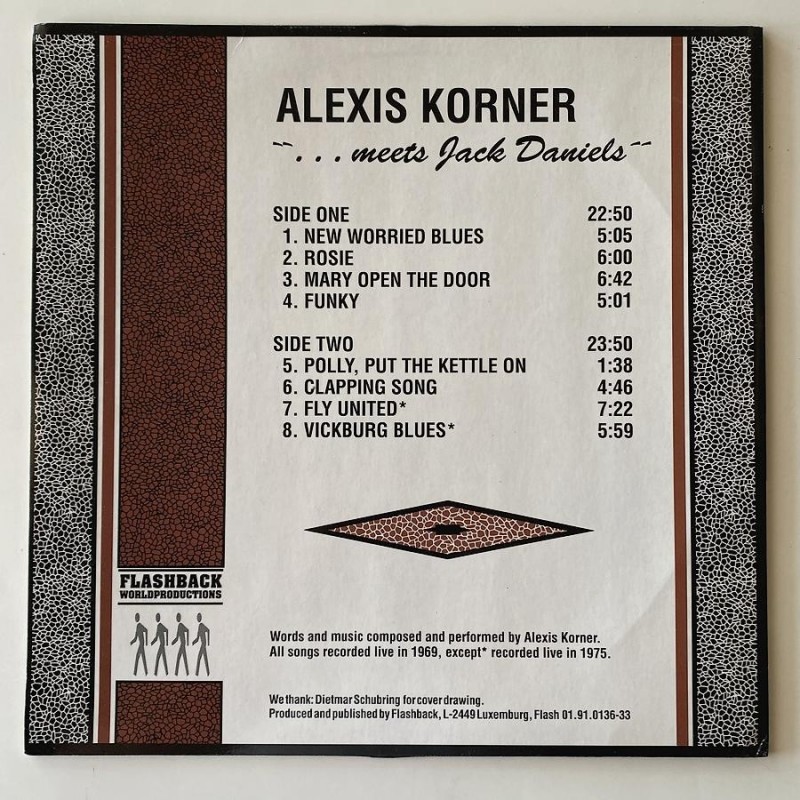 ALEXIS KORNER
"... meets Jack Daniels"
SIDE ONE 22:50
1. NEW WORRIED BLUES 5:05
2. ROSIE 6:00
3. MARY OPEN THE DOOR 6:42
4. FUNKY 5:01
SIDE TWO 23:50
5. POLLY, PUT THE KETTLE ON 1:38
6. CLAPPING SONG 4:46
7. FLY UNITED* 7:22
8. VICKBURG BLUES* 5:59
FLASHBACK
WORLDPRODUCTIONS
Words and music composed and performed by Alexis Korner.
All songs recorded live in 1969, except* recorded live in 1975.
We thank: Dietmar Schubring for cover drawing.
Produced and published by Flashback, L-2449 Luxemburg, Flash 01.91.0136-33